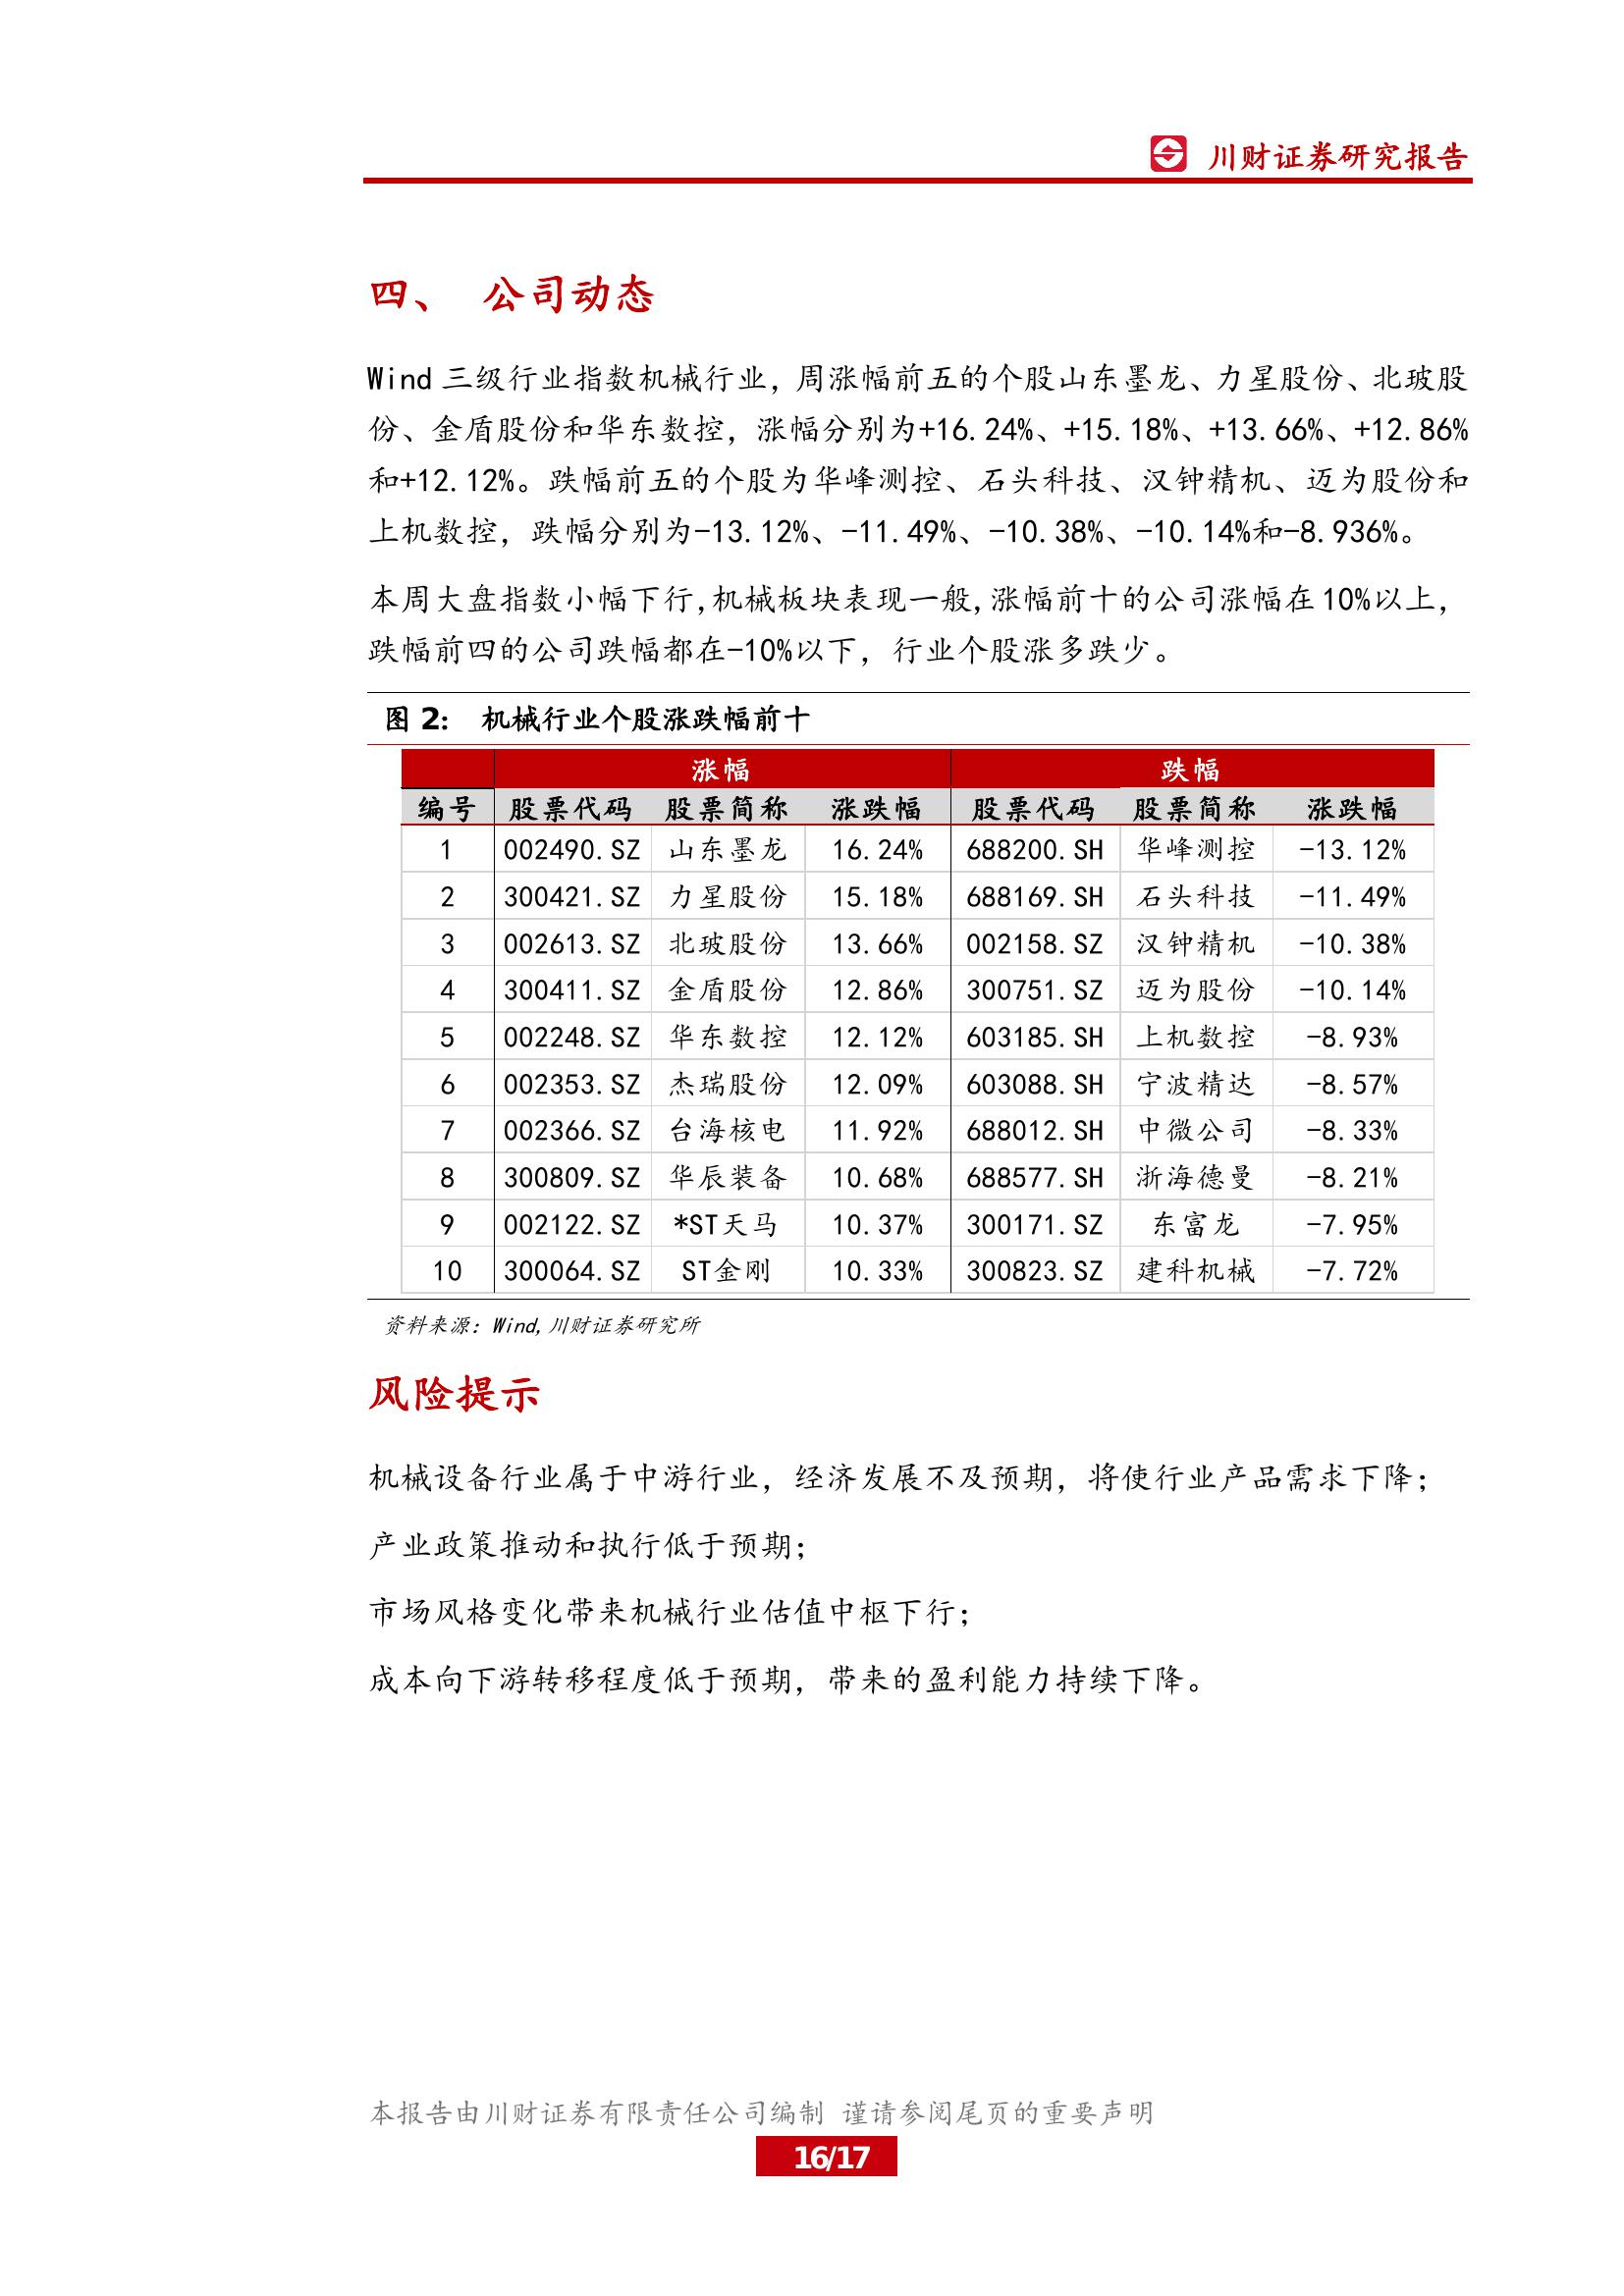 川财证券研究报告
四、 公司动态
Wind 三级行业指数机械行业，周涨幅前五的个股山东墨龙、力星股份、北玻股
份、金盾股份和华东数控，涨幅分别为+16.24%、+15.18%、+13.66%、+12.86%
和+12.12%。跌幅前五的个股为华峰测控、石头科技、汉钟精机、迈为股份和
上机数控，跌幅分别为-13.12%、-11.49%、-10.38%、-10.14%和-8.936%。
本周大盘指数小幅下行,机械板块表现一般,涨幅前十的公司涨幅在 10%以上，
跌幅前四的公司跌幅都在-10%以下，行业个股涨多跌少。
图 2: 机械行业个股涨跌幅前十
涨幅 跌幅
编号 股票代码 股票简称 涨跌幅 股票代码 股票简称 涨跌幅
1 002490.SZ 山东墨龙 16.24% 688200.SH 华峰测控 -13.12%
2 300421.SZ 力星股份 15.18% 688169.SH 石头科技 -11.49%
3 002613.SZ 北玻股份 13.66% 002158.SZ 汉钟精机 -10.38%
4 300411.SZ 金盾股份 12.86% 300751.SZ 迈为股份 -10.14%
5 002248.SZ 华东数控 12.12% 603185.SH 上机数控 -8.93%
6 002353.SZ 杰瑞股份 12.09% 603088.SH 宁波精达 -8.57%
7 002366.SZ 台海核电 11.92% 688012.SH 中微公司 -8.33%
8 300809.SZ 华辰装备 10.68% 688577.SH 浙海德曼 -8.21%
9 002122.SZ *ST天马 10.37% 300171.SZ 东富龙 -7.95%
10 300064.SZ ST金刚 10.33% 300823.SZ 建科机械 -7.72%
资料来源：Wind,川财证券研究所
风险提示
机械设备行业属于中游行业，经济发展不及预期，将使行业产品需求下降；
产业政策推动和执行低于预期；
市场风格变化带来机械行业估值中枢下行；
成本向下游转移程度低于预期，带来的盈利能力持续下降。
本报告由川财证券有限责任公司编制 谨请参阅尾页的重要声明
16/17